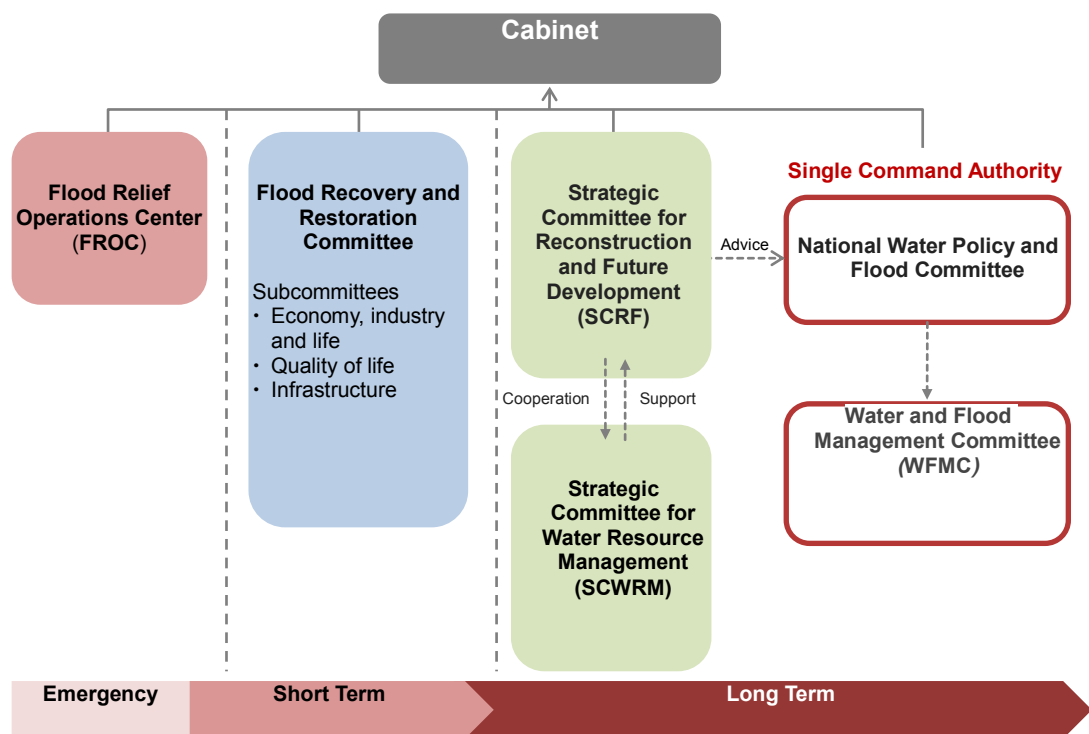 Cabinet
Flood Relief
Operations Center
(FROC)
Flood Recovery and
Restoration
Committee
Subcommittees
・ Economy, industry
and life
・ Quality of life
・ Infrastructure
Strategic
Committee for
Reconstruction
and Future
Development
(SCRF)
Advice
Single Command Authority
National Water Policy and
Flood Committee
Cooperation
Support
Strategic
Committee for
Water Resource
Management
(SCWRM)
Water and Flood
Management Committee
(WFMC)
Emergency
Short Term
Long Term